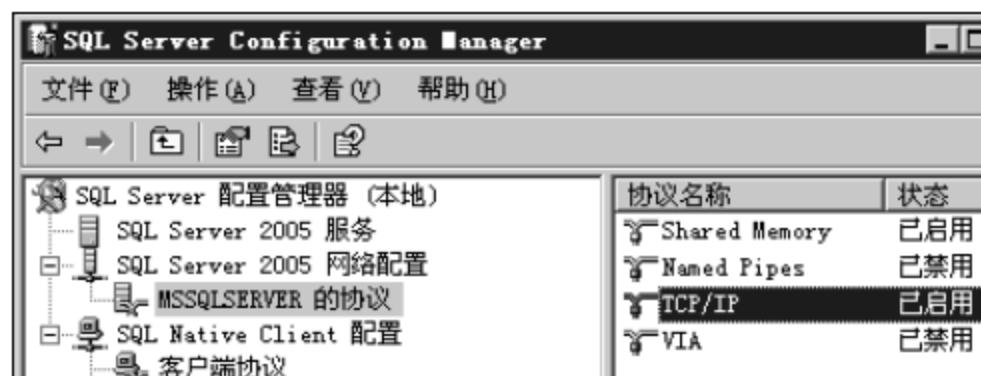 SQL Server Configuration Manager
文件(F) 操作(A) 查看(V) 帮助(H)
SQL Server 配置管理器 (本地)
SQL Server 2005 服务
SQL Server 2005 网络配置
MSSQLSERVER 的协议
SQL Native Client 配置
客户端协议
协议名称 状态
Shared Memory 已启用
Named Pipes 已禁用
TCP/IP 已启用
VIA 已禁用